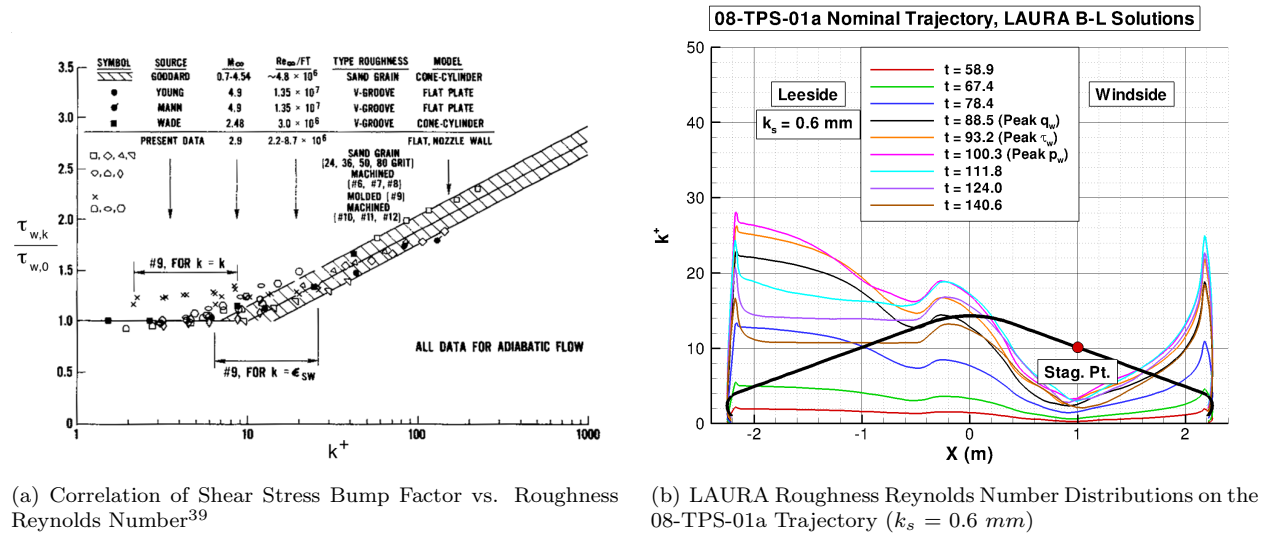 3.5
3.0
2.5
2.0
1.5
1.0
0.5
0
τw,k
τw,0
SYMBOL SOURCE M∞ Re∞/FT TYPE ROUGHNESS MODEL
GODDARD 0.7-4.54 ~4.8 × 10⁶ SAND GRAIN CONE-CYLINDER
YOUNG 4.9 1.35 × 10⁷ V-GROOVE FLAT PLATE
MANN 4.9 1.35 × 10⁷ V-GROOVE FLAT PLATE
WADE 2.48 3.0 × 10⁶ V-GROOVE CONE-CYLINDER
PRESENT DATA 2.9 2.2-8.7 × 10⁶ FLAT, NOZZLE WALL
SAND GRAIN
(24, 36, 50, 80 GRIT)
MACHINED
(#6, #7, #8)
MOLDED (#9)
MACHINED
(#10, #11, #12)
#9, FOR k = k
#9, FOR k = ϵSW
ALL DATA FOR ADIABATIC FLOW
1 10 100 1000
k⁺
(a) Correlation of Shear Stress Bump Factor vs. Roughness
Reynolds Number³⁹
08-TPS-01a Nominal Trajectory, LAURA B-L Solutions
50
40
30
20
10
0
k⁺
Leeside
kₛ = 0.6 mm
t = 58.9
t = 67.4
t = 78.4
t = 88.5 (Peak qw)
t = 93.2 (Peak τw)
t = 100.3 (Peak pw)
t = 111.8
t = 124.0
t = 140.6
Windside
Stag. Pt.
-2 -1 0 1 2
X (m)
(b) LAURA Roughness Reynolds Number Distributions on the
08-TPS-01a Trajectory (kₛ = 0.6 mm)